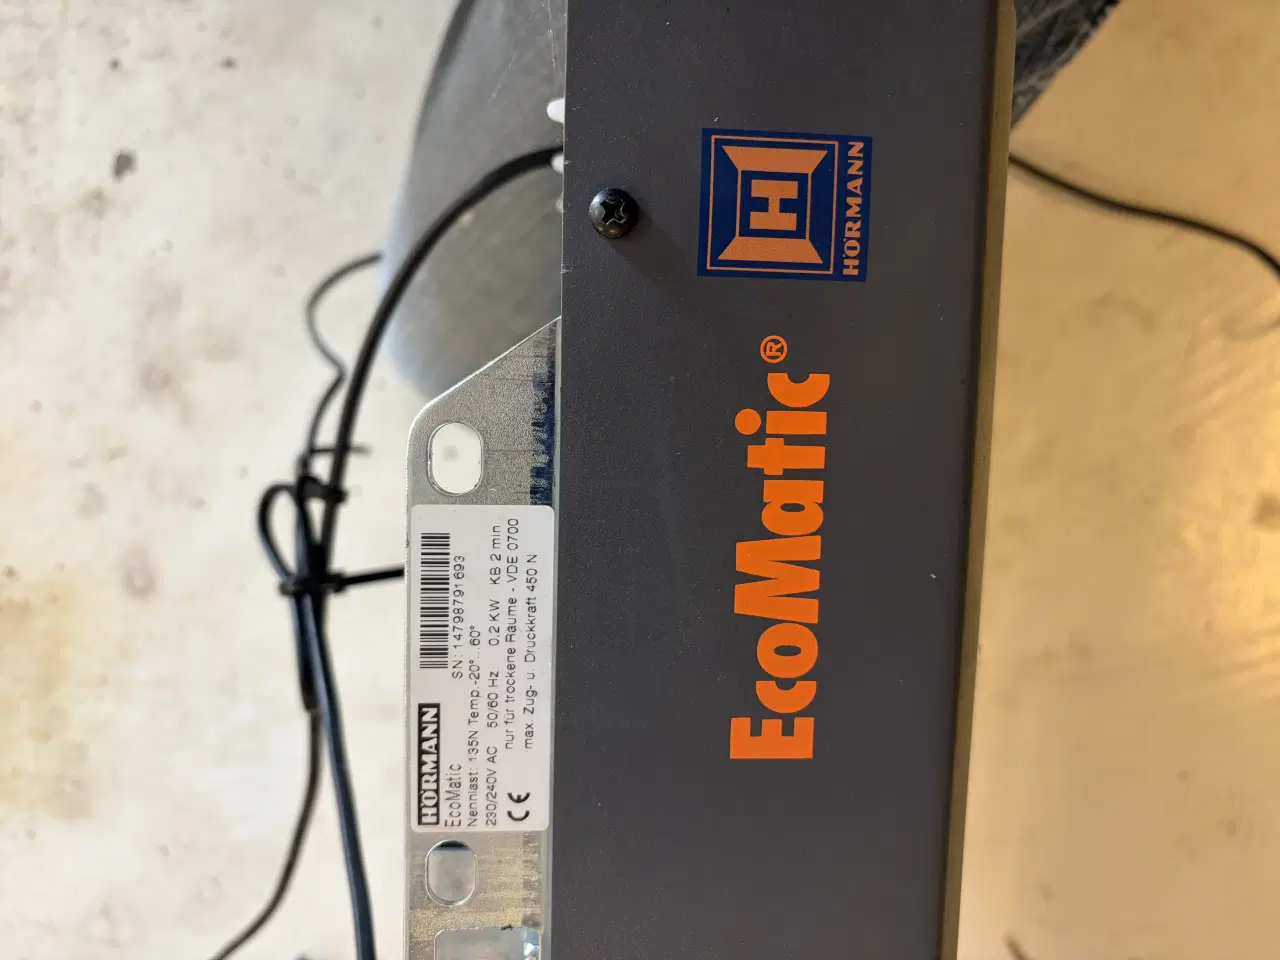 HÖRMANN
EcoMatic
SN: 14798791693
Nennlast: 135N Temp.-20°...60°
230/240V AC 50/60 Hz 0.2 KW KB 2 min
nur für trockene Räume - VDE 0700
CE max. Zug- u. Druckkraft 450 N
EcoMatic®
H
HÖRMANN